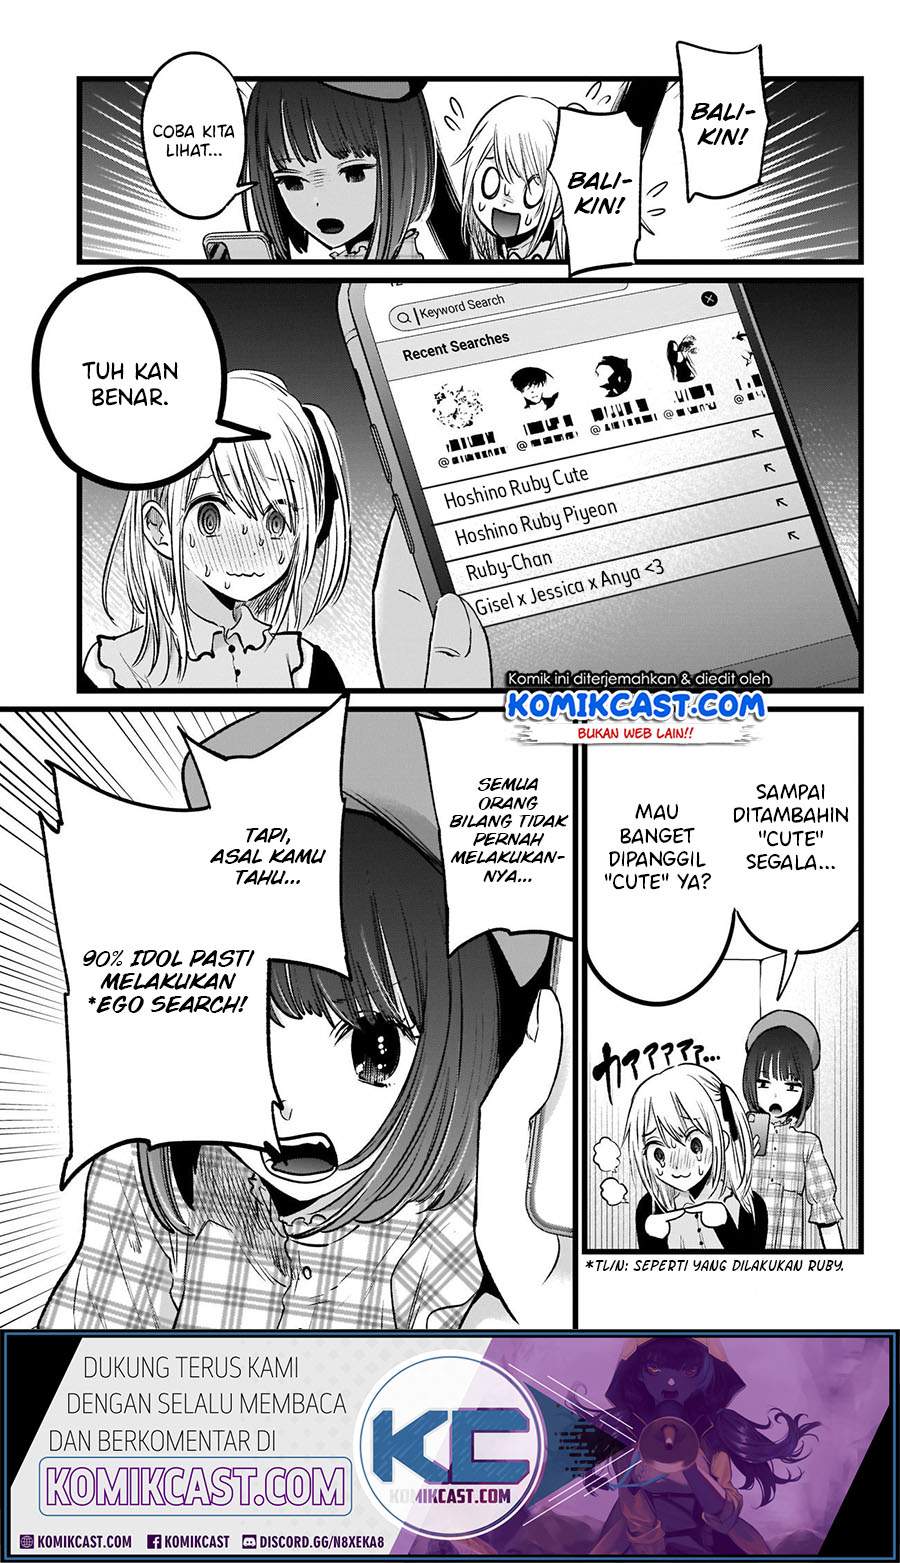 BALI-
KIN!
BALI-
KIN!
COBA KITA
LIHAT...
Keyword Search
Recent Searches
Hoshino Ruby Cute
Hoshino Ruby Piyeon
Ruby-Chan
Gisel x Jessica x Anya <3
TUH KAN
BENAR.
Komik ini diterjemahkan & diedit oleh
KOMIKCAST.COM
BUKAN WEB LAIN!!
SAMPAI
DITAMBAHIN
"CUTE"
SEGALA...
MAU
BANGET
DIPANGGIL
"CUTE" YA?
カァァァァァ...
SEMUA
ORANG
BILANG TIDAK
PERNAH
MELAKUKAN-
NYA...
TAPI,
ASAL KAMU
TAHU...
90% IDOL PASTI
MELAKUKAN
*EGO SEARCH!
*TL/N: SEPERTI YANG DILAKUKAN RUBY.
DUKUNG TERUS KAMI
DENGAN SELALU MEMBACA
DAN BERKOMENTAR DI
KOMIKCAST.COM
KOMIKCAST.COM
KOMIKCAST
DISCORD.GG/N8XEKA8
KC
KOMIKCAST.COM